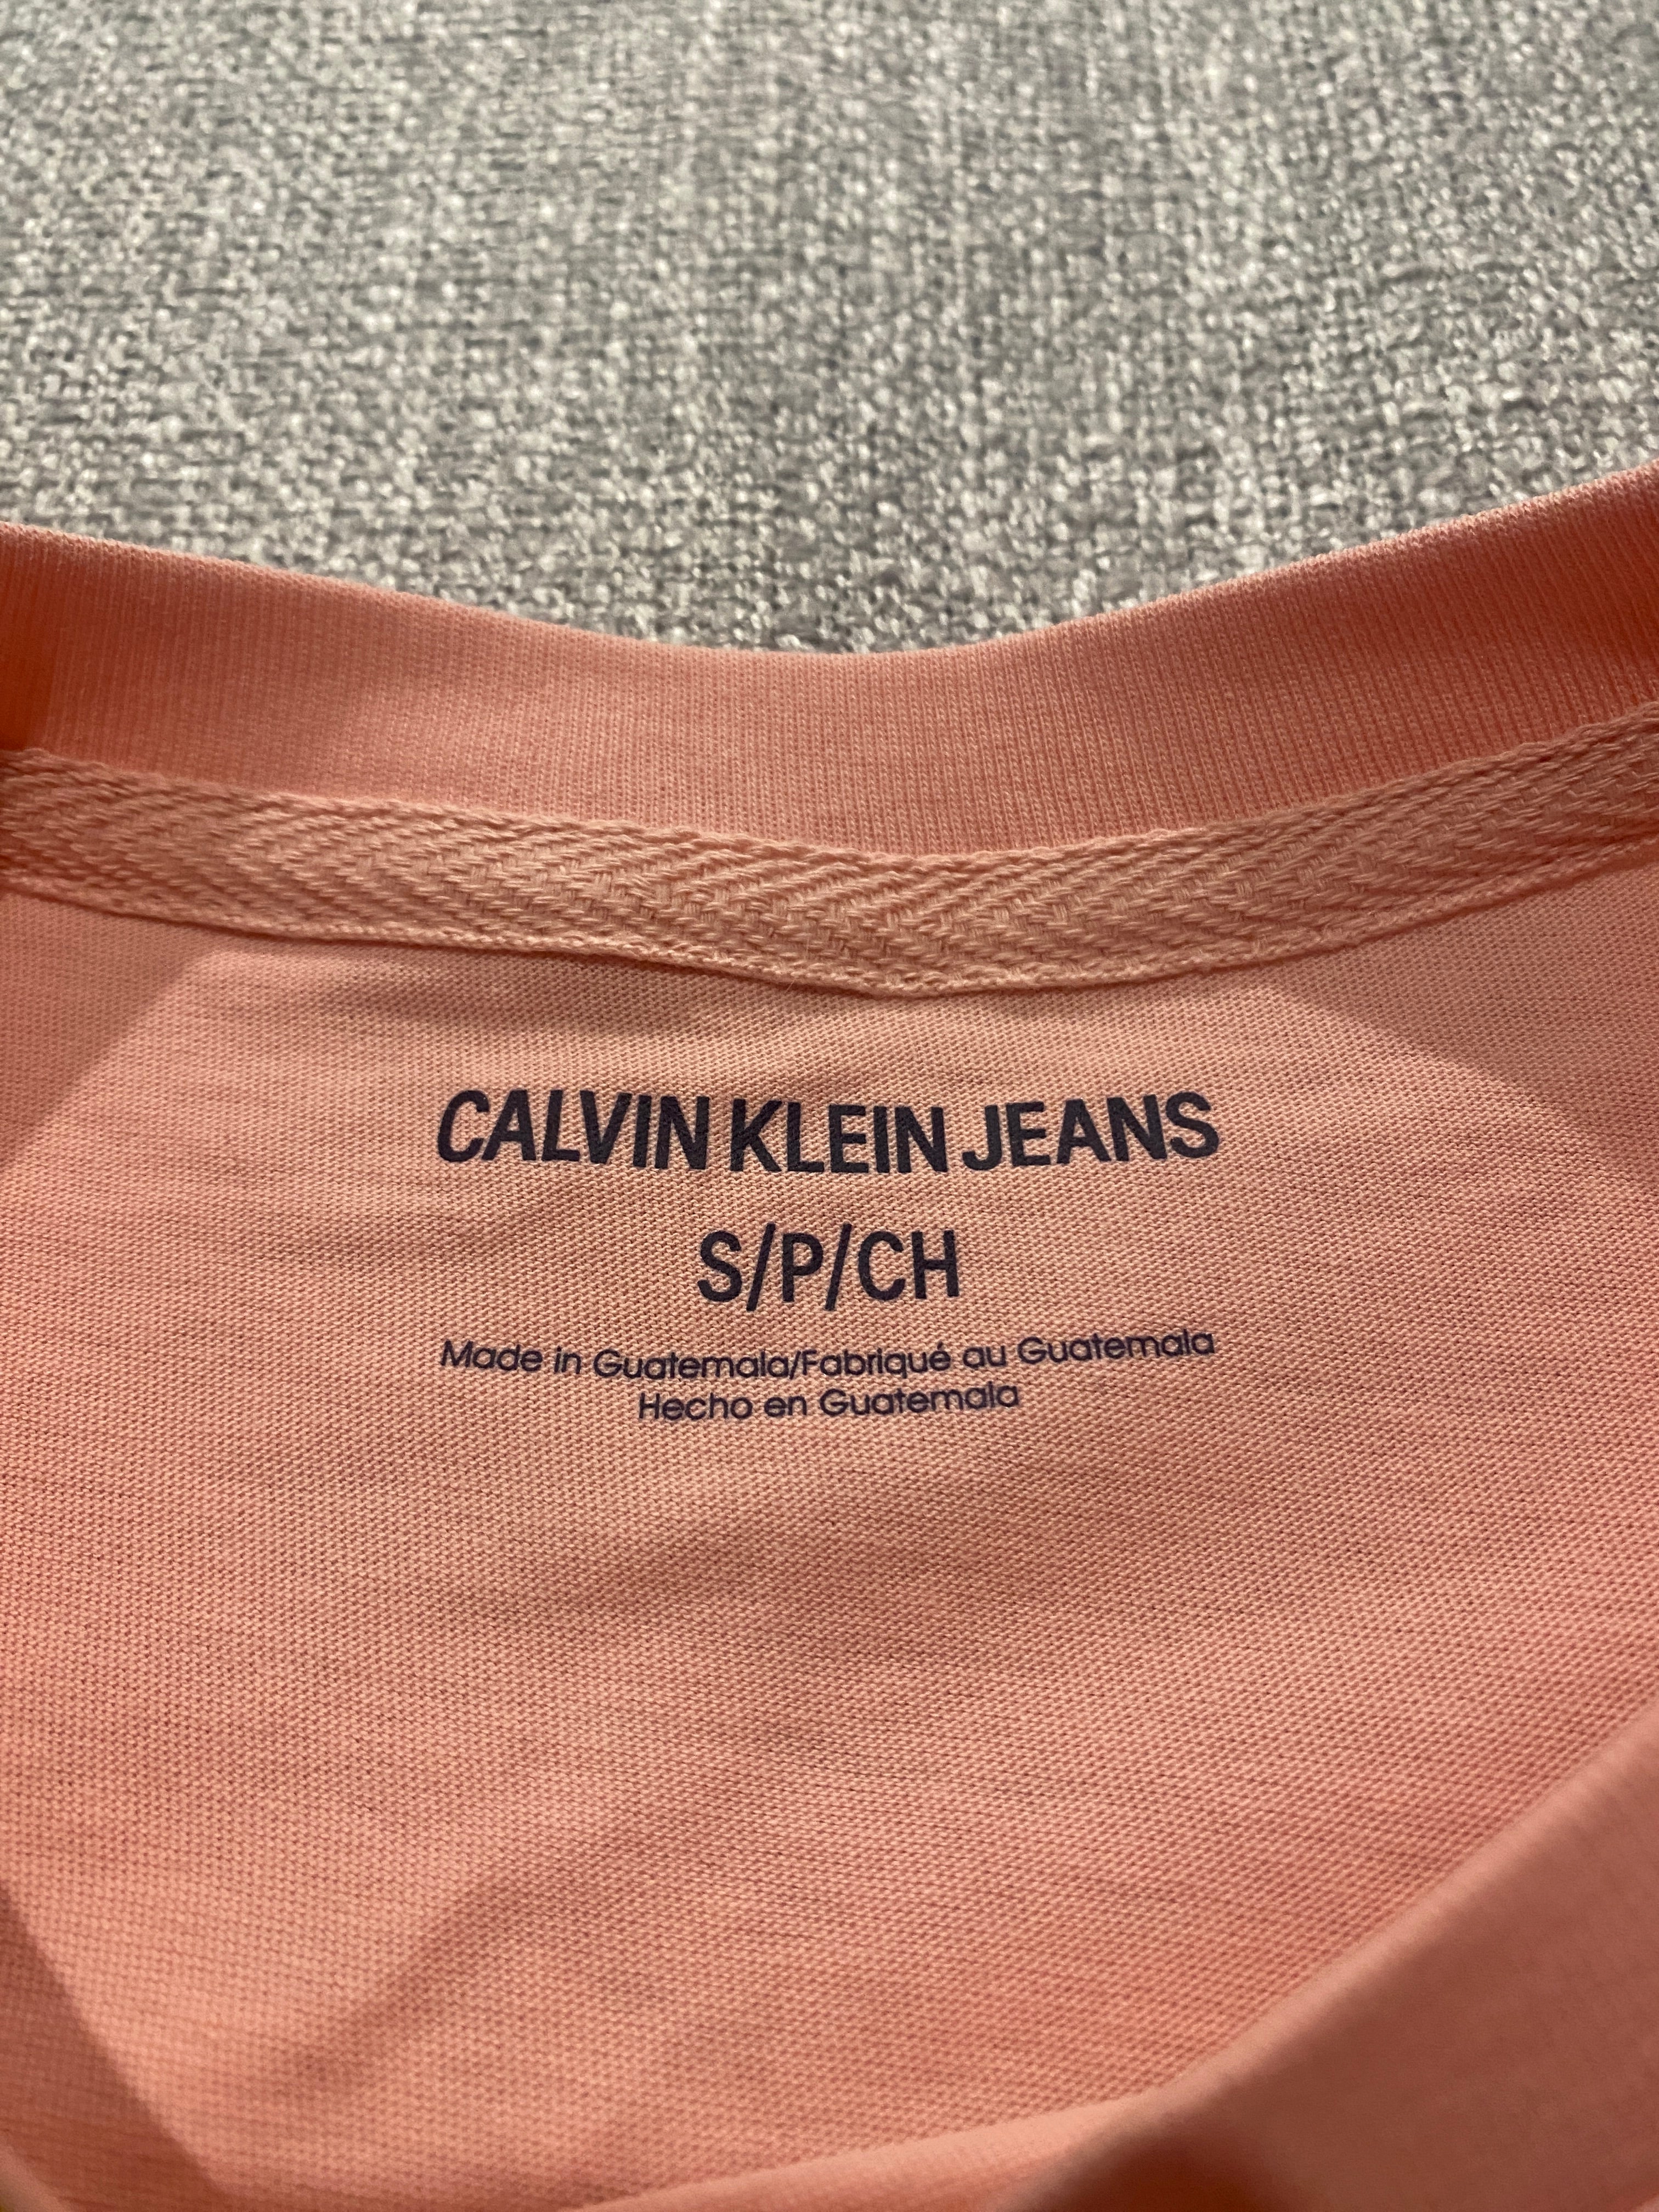 CALVIN KLEIN JEANS
S/P/CH
Made in Guatemala/Fabriqué au Guatemala
Hecho en Guatemala